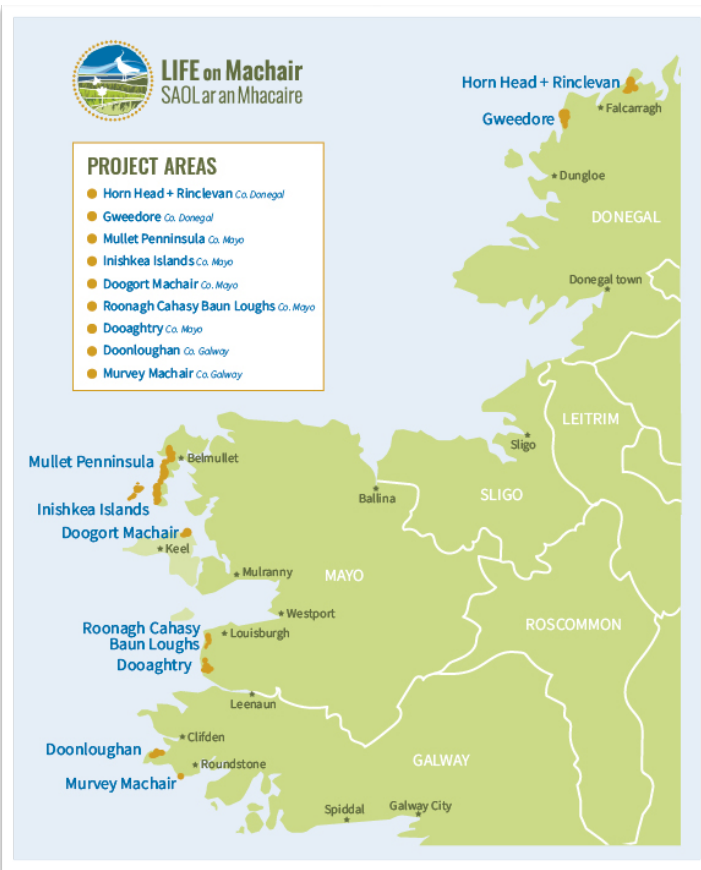 LIFE on Machair
SAOL ar an Mhacaire
PROJECT AREAS
Horn Head + Rinclevan Co. Donegal
Gweedore Co. Donegal
Mullet Penninsula Co. Mayo
Inishkea Islands Co. Mayo
Doogort Machair Co. Mayo
Roonagh Cahasy Baun Loughs Co. Mayo
Dooaghtry Co. Mayo
Doonloughan Co. Galway
Murvey Machair Co. Galway
Horn Head + Rinclevan
Falcarragh
Gweedore
Dungloe
DONEGAL
Donegal town
LEITRIM
Sligo
Mullet Penninsula
Belmullet
Ballina
SLIGO
Inishkea Islands
Doogort Machair
Keel
Mulranny
MAYO
Westport
ROSCOMMON
Roonagh Cahasy
Baun Loughs
Louisburgh
Dooaghtry
Leenaun
Clifden
Doonloughan
Roundstone
GALWAY
Murvey Machair
Spiddal
Galway City